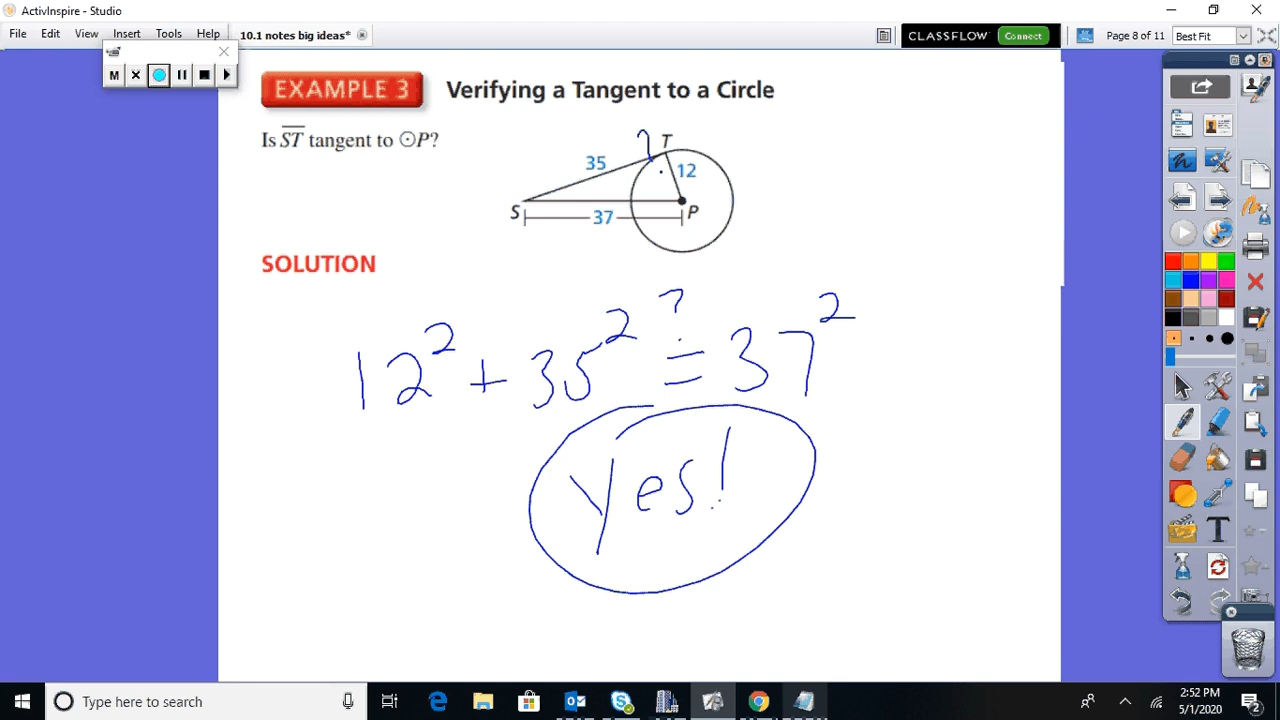 ActivInspire - Studio
File Edit View Insert Tools Help 10.1 notes big ideas* CLASSFLOW Connect Page 8 of 11 Best Fit
M
EXAMPLE 3 Verifying a Tangent to a Circle
Is ST tangent to ⊙P?
? T
35 12
S 37 P
SOLUTION
12² + 35² ≟ 37²
Yes!
T
Type here to search
2:52 PM
5/1/2020
2